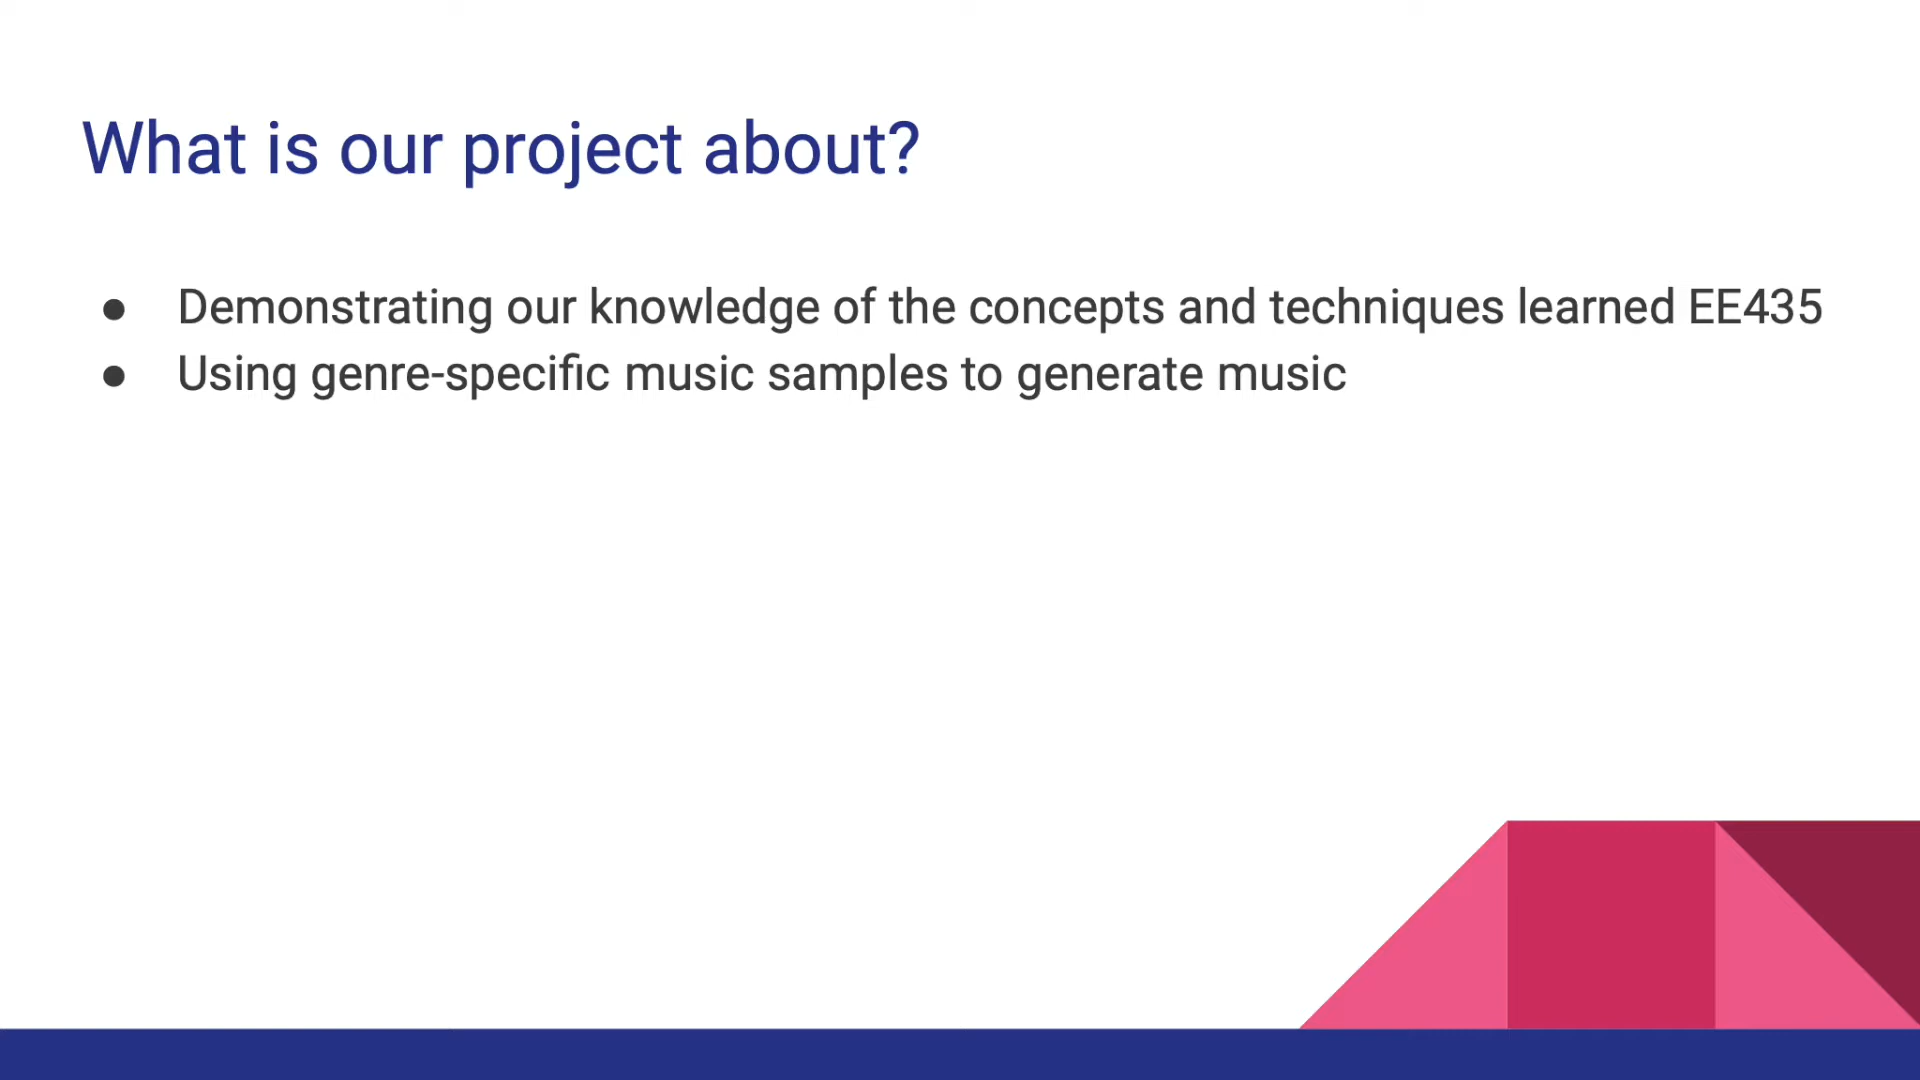 What is our project about?
● Demonstrating our knowledge of the concepts and techniques learned EE435
● Using genre-specific music samples to generate music